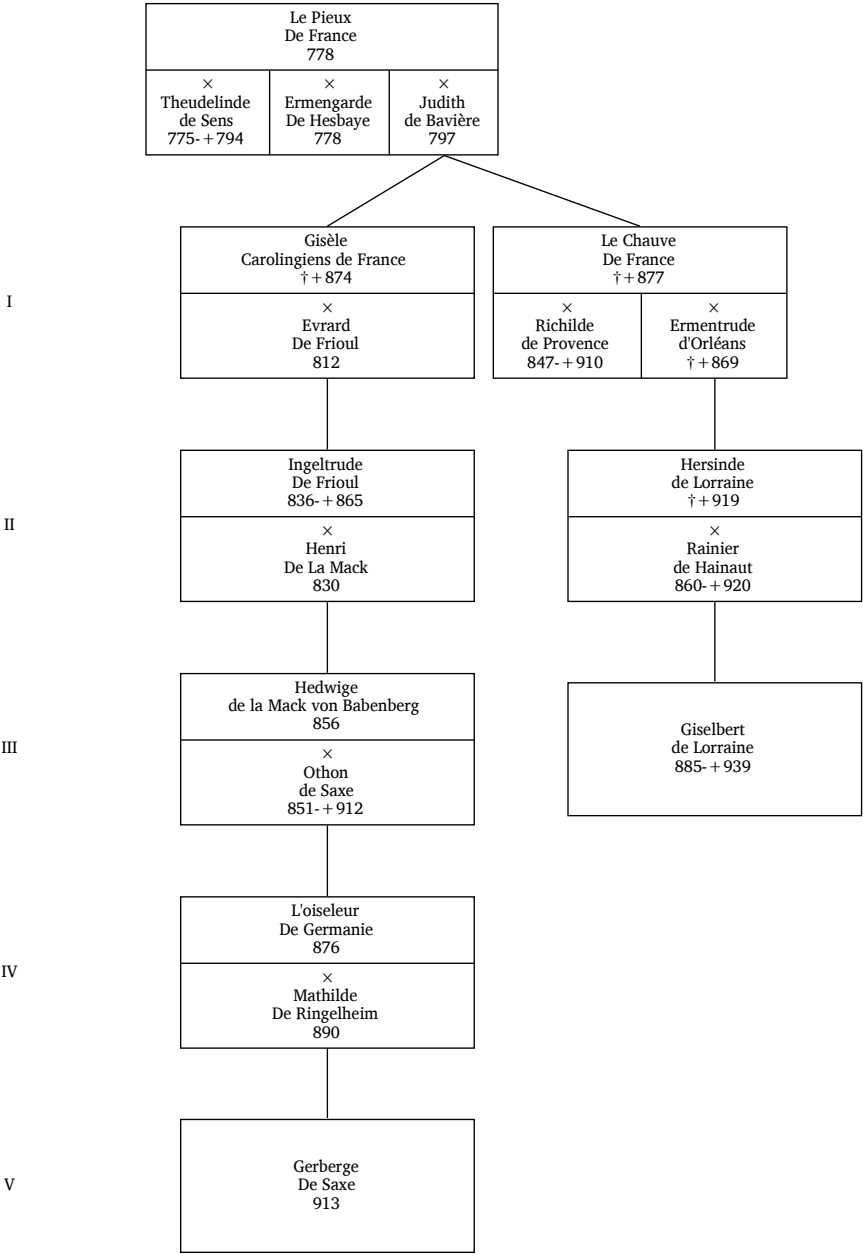 Le Pieux
De France
778
×
Theudelinde
de Sens
775-+794
×
Ermengarde
De Hesbaye
778
×
Judith
de Bavière
797
I
Gisèle
Carolingiens de France
†+874
×
Evrard
De Frioul
812
Le Chauve
De France
†+877
×
Richilde
de Provence
847-+910
×
Ermentrude
d'Orléans
†+869
II
Ingeltrude
De Frioul
836-+865
×
Henri
De La Mack
830
Hersinde
de Lorraine
†+919
×
Rainier
de Hainaut
860-+920
III
Hedwige
de la Mack von Babenberg
856
×
Othon
de Saxe
851-+912
Giselbert
de Lorraine
885-+939
IV
L'oiseleur
De Germanie
876
×
Mathilde
De Ringelheim
890
V
Gerberge
De Saxe
913